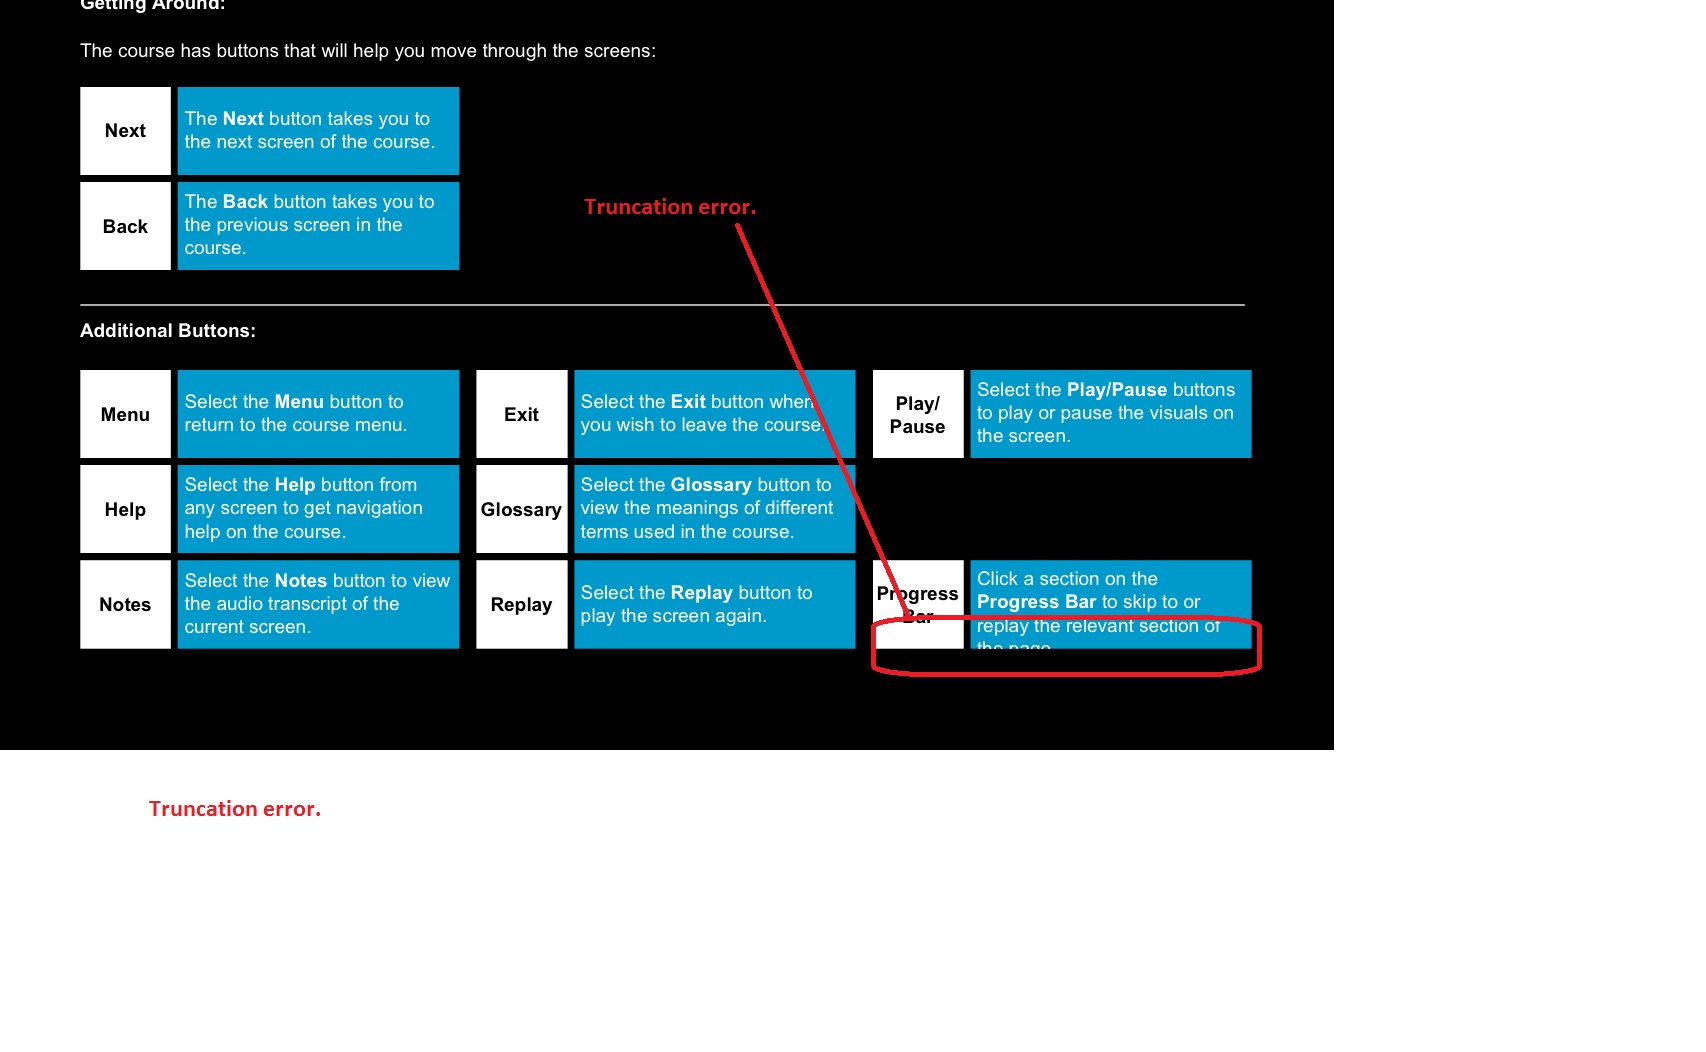 Getting Around:
The course has buttons that will help you move through the screens:
Next
The Next button takes you to
the next screen of the course.
Back
The Back button takes you to
the previous screen in the
course.
Truncation error.
Additional Buttons:
Menu
Select the Menu button to
return to the course menu.
Exit
Select the Exit button when
you wish to leave the course.
Play/
Pause
Select the Play/Pause buttons
to play or pause the visuals on
the screen.
Help
Select the Help button from
any screen to get navigation
help on the course.
Glossary
Select the Glossary button to
view the meanings of different
terms used in the course.
Notes
Select the Notes button to view
the audio transcript of the
current screen.
Replay
Select the Replay button to
play the screen again.
Progress
Bar
Click a section on the
Progress Bar to skip to or
replay the relevant section of
the page
Truncation error.